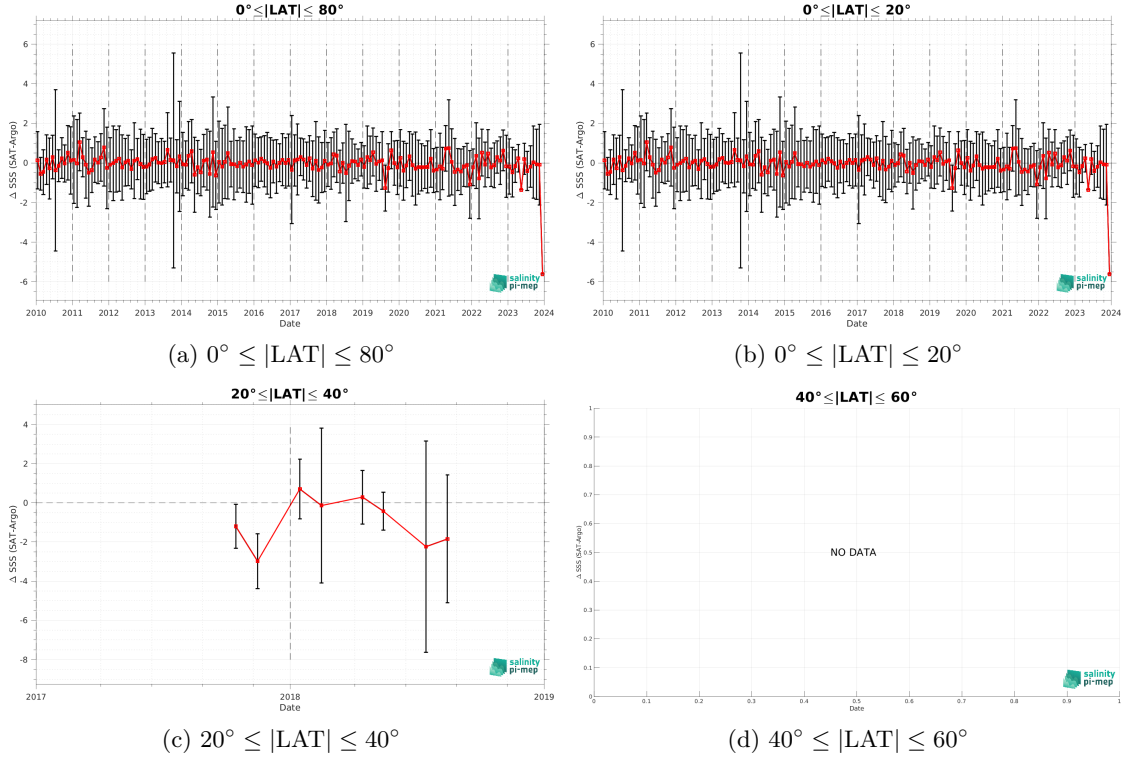 0°≤|LAT|≤ 80°
Δ SSS (SAT-Argo)
6
4
2
0
-2
-4
-6
2010 2011 2012 2013 2014 2015 2016 2017 2018 2019 2020 2021 2022 2023 2024
Date
salinity
pi-mep
(a) 0° ≤ |LAT| ≤ 80°
0°≤|LAT|≤ 20°
Δ SSS (SAT-Argo)
6
4
2
0
-2
-4
-6
2010 2011 2012 2013 2014 2015 2016 2017 2018 2019 2020 2021 2022 2023 2024
Date
salinity
pi-mep
(b) 0° ≤ |LAT| ≤ 20°
20°≤|LAT|≤ 40°
Δ SSS (SAT-Argo)
4
2
0
-2
-4
-6
-8
2017 2018 2019
Date
salinity
pi-mep
(c) 20° ≤ |LAT| ≤ 40°
40°≤|LAT|≤ 60°
Δ SSS (SAT-Argo)
1
0.9
0.8
0.7
0.6
0.5
0.4
0.3
0.2
0.1
0
NO DATA
0 0.1 0.2 0.3 0.4 0.5 0.6 0.7 0.8 0.9 1
Date
salinity
pi-mep
(d) 40° ≤ |LAT| ≤ 60°